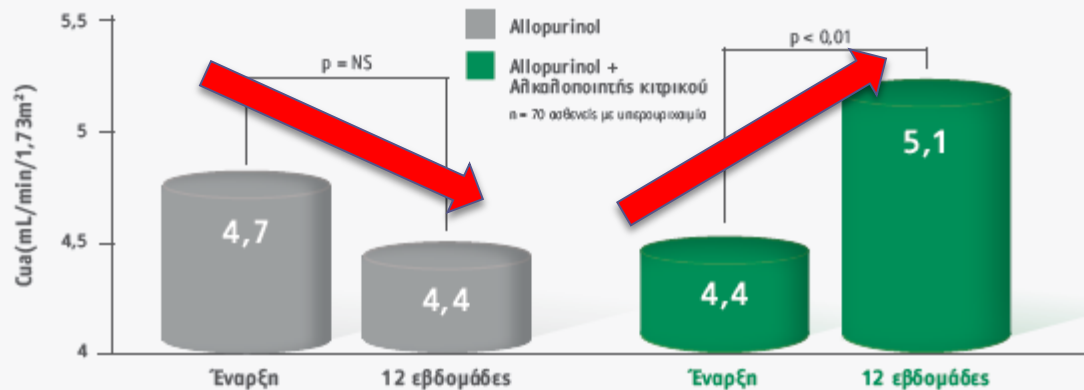 5,5
5
4,5
4
Cua(mL/min/1,73m²)
Allopurinol
Allopurinol +
Αλκαλοποιητής κιτρικού
n = 70 ασθενείς με υπερουριχαιμία
p = NS
p < 0,01
4,7
4,4
4,4
5,1
Έναρξη
12 εβδομάδες
Έναρξη
12 εβδομάδες